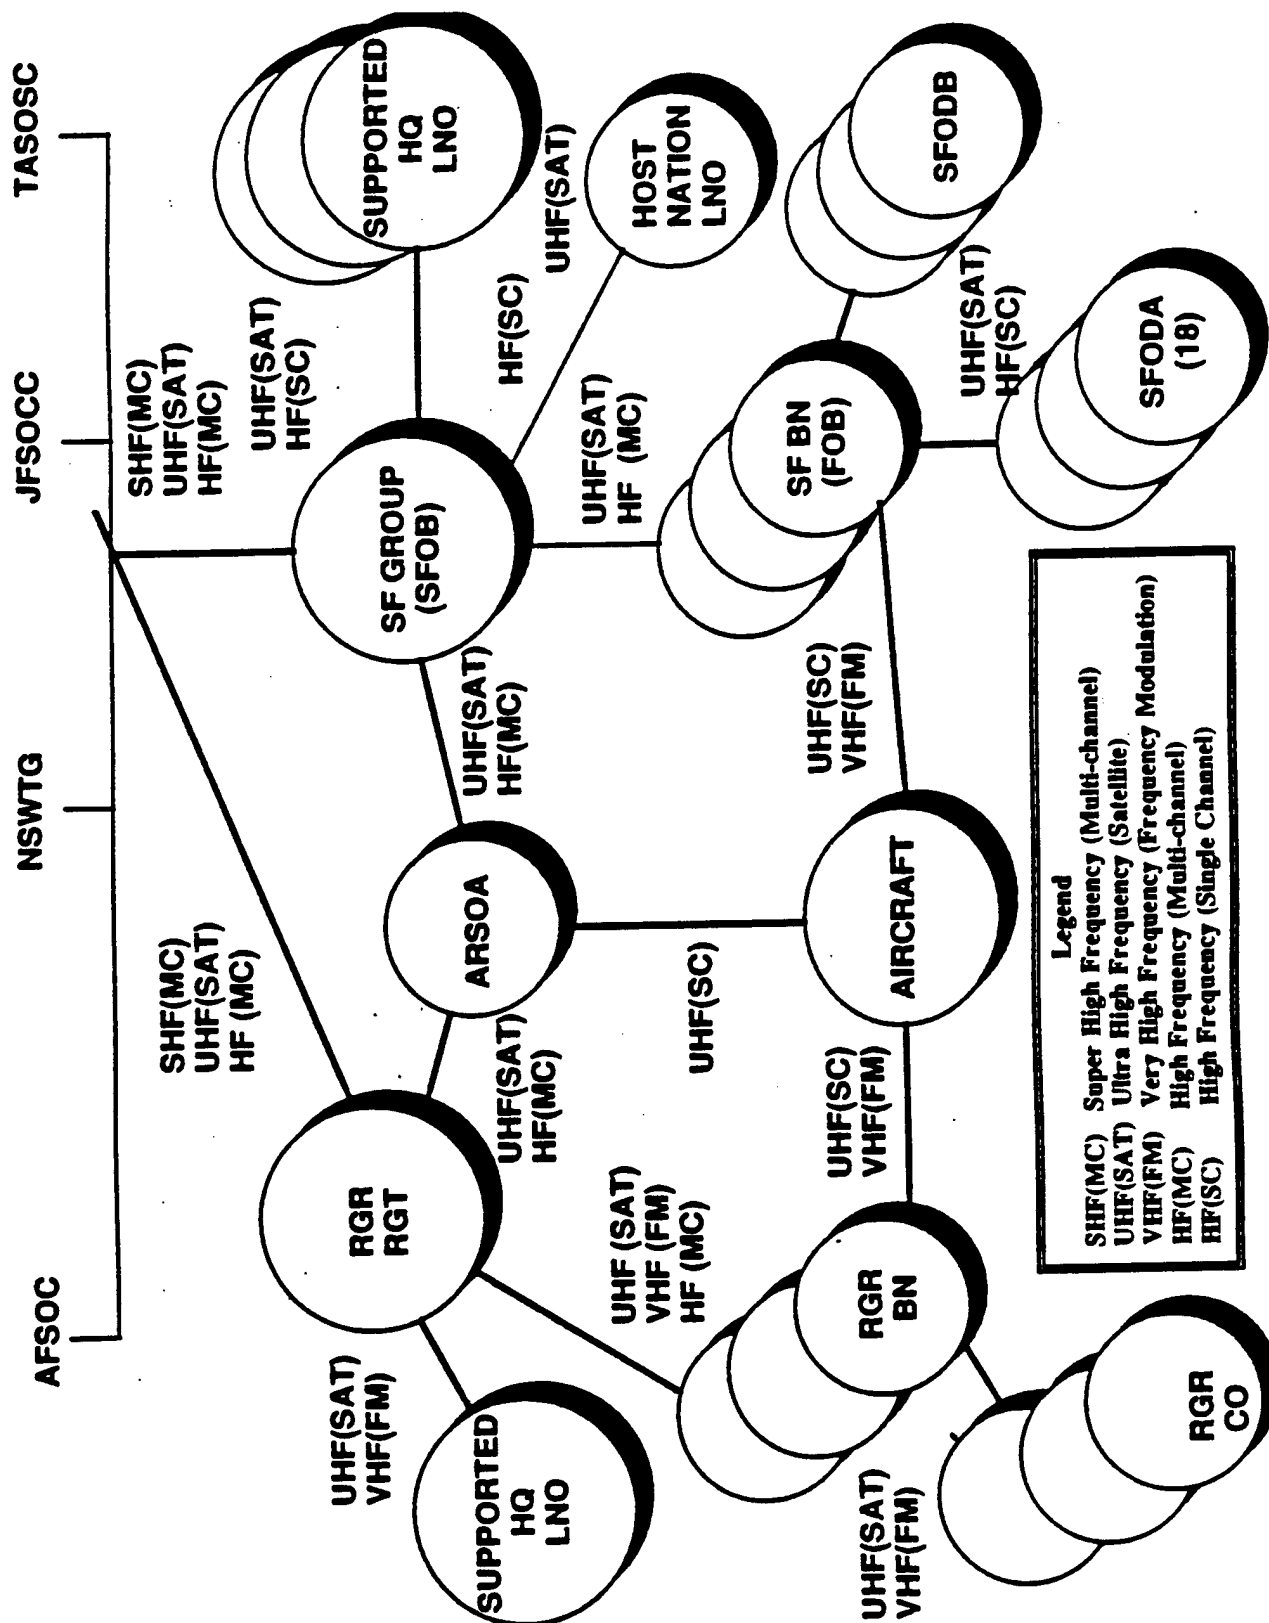 AFSOC
NSWTG
JFSOCC
TASOSC
SHF(MC)
UHF(SAT)
HF (MC)
SHF(MC)
UHF(SAT)
HF(MC)
UHF(SAT)
VHF(FM)
RGR
RGT
UHF(SAT)
HF(SC)
SUPPORTED
HQ
LNO
SF GROUP
(SFOB)
SUPPORTED
HQ
LNO
UHF(SAT)
HF(MC)
ARSOA
UHF(SAT)
HF(MC)
HF(SC)
UHF(SAT)
UHF (SAT)
VHF (FM)
HF (MC)
UHF(SC)
UHF(SAT)
HF (MC)
HOST
NATION
LNO
RGR
BN
UHF(SC)
VHF(FM)
AIRCRAFT
UHF(SC)
VHF(FM)
SF BN
(FOB)
SFODB
UHF(SAT)
VHF(FM)
UHF(SAT)
HF(SC)
RGR
CO
SFODA
(18)
Legend
SHF(MC) Super High Frequency (Multi-channel)
UHF(SAT) Ultra High Frequency (Satellite)
VHF(FM) Very High Frequency (Frequency Modulation)
HF(MC) High Frequency (Multi-channel)
HF(SC) High Frequency (Single Channel)